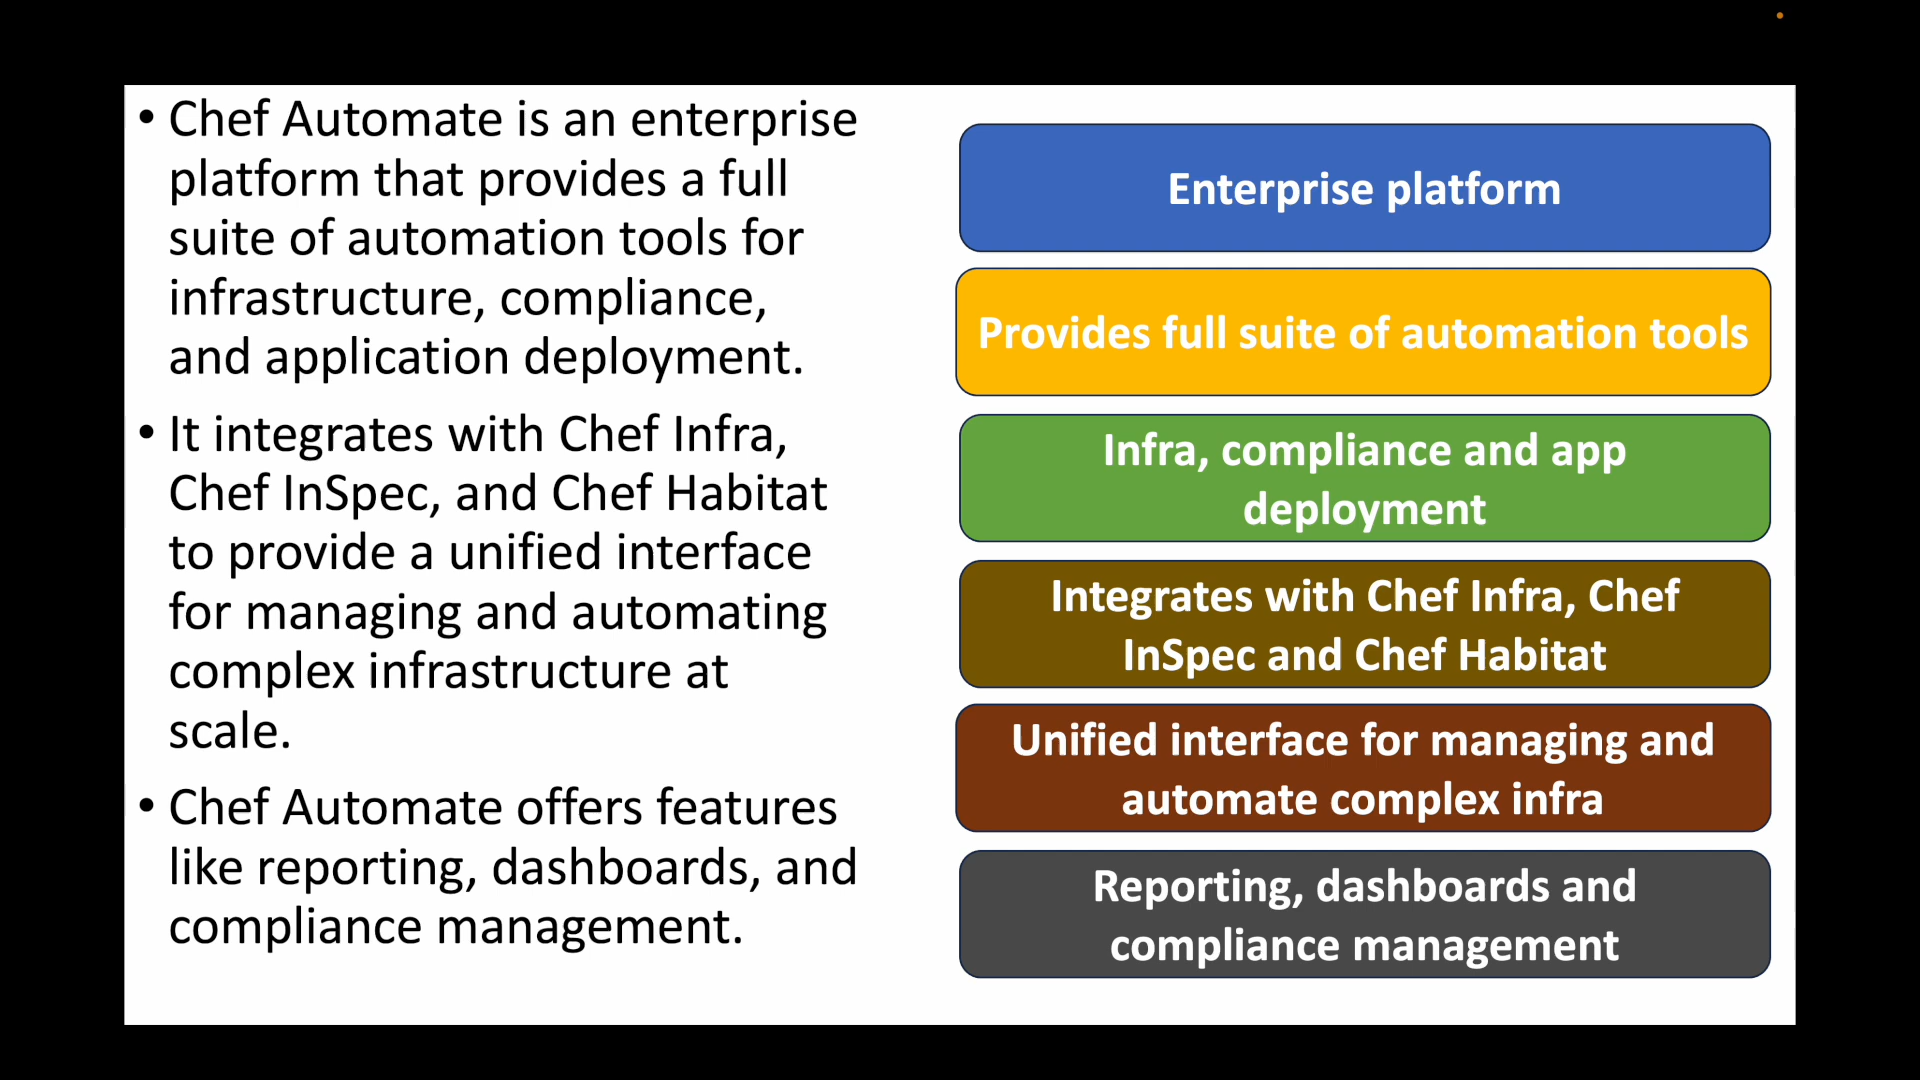 • Chef Automate is an enterprise
platform that provides a full
suite of automation tools for
infrastructure, compliance,
and application deployment.
• It integrates with Chef Infra,
Chef InSpec, and Chef Habitat
to provide a unified interface
for managing and automating
complex infrastructure at
scale.
• Chef Automate offers features
like reporting, dashboards, and
compliance management.
Enterprise platform
Provides full suite of automation tools
Infra, compliance and app
deployment
Integrates with Chef Infra, Chef
InSpec and Chef Habitat
Unified interface for managing and
automate complex infra
Reporting, dashboards and
compliance management